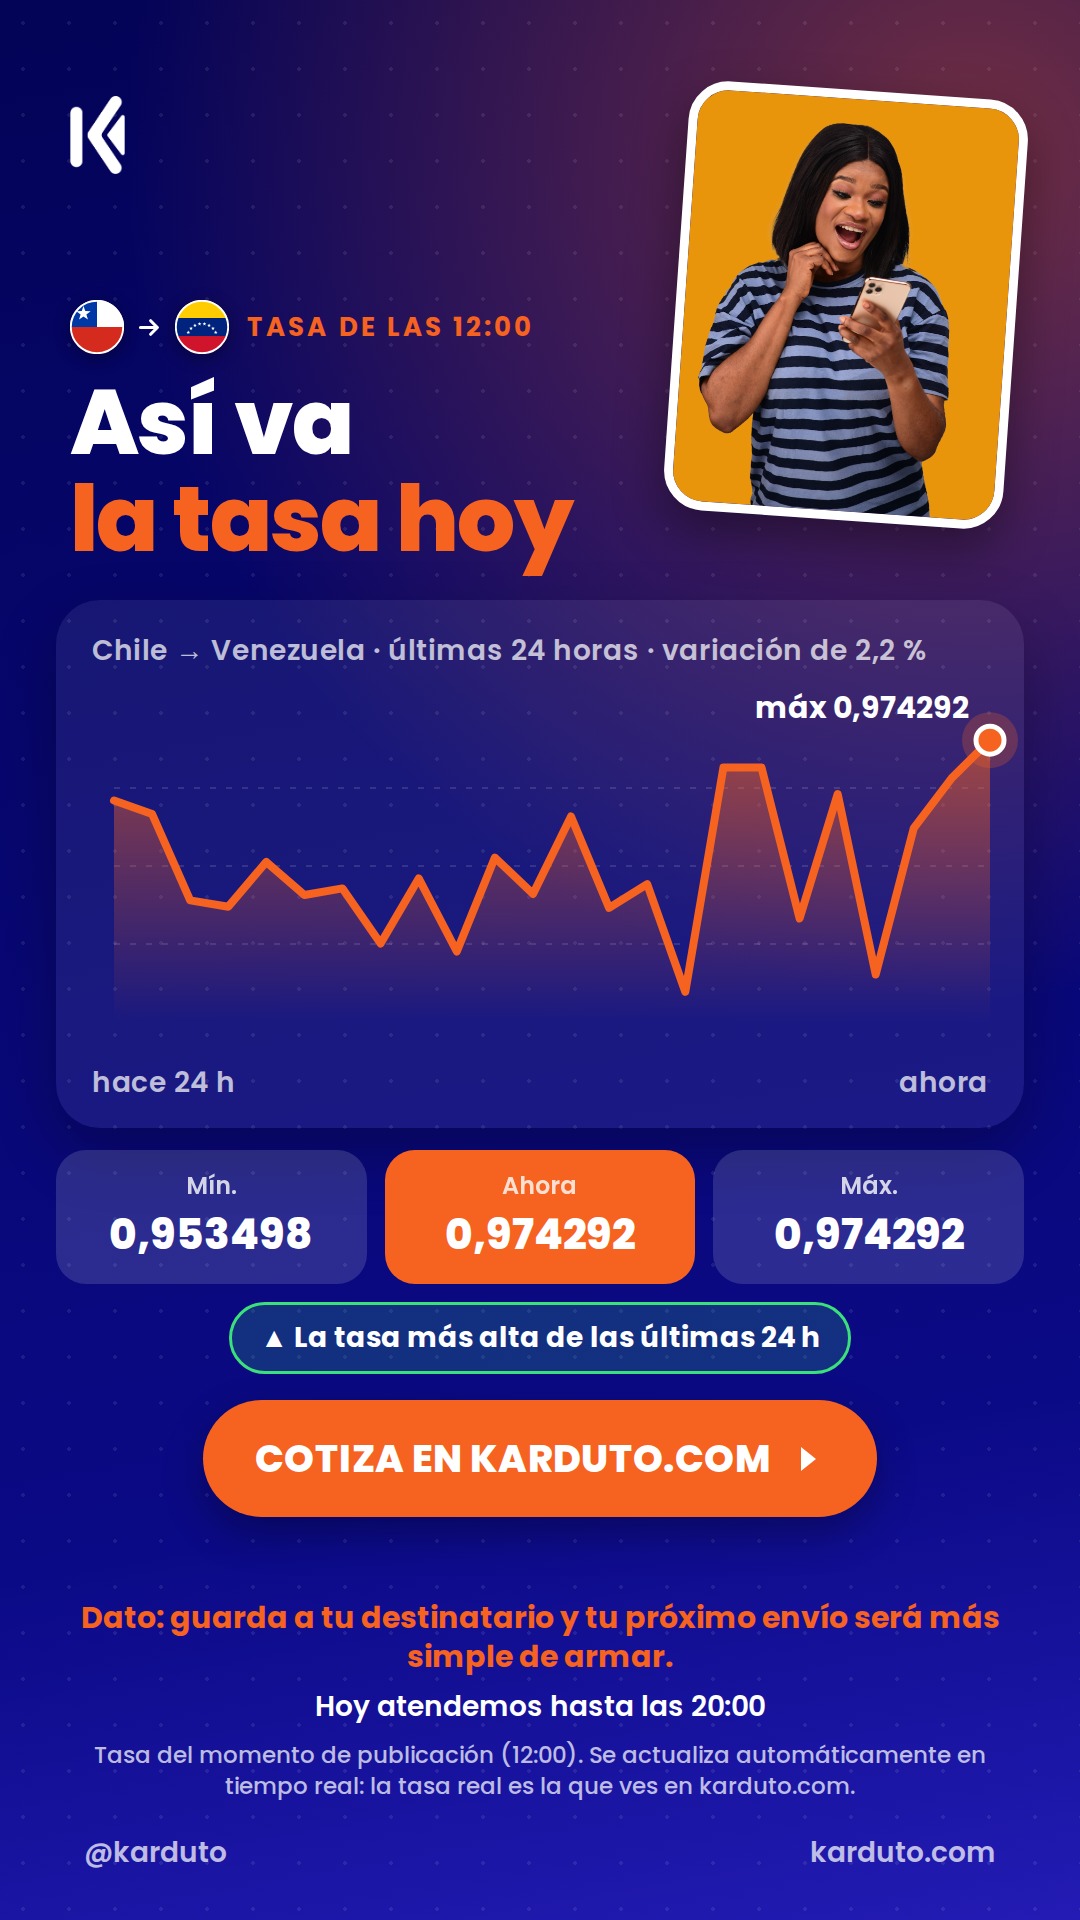 TASA DE LAS 12:00
Así va
la tasa hoy
Chile → Venezuela · últimas 24 horas · variación de 2,2 %
máx 0,974292
hace 24 h
ahora
Mín.
0,953498
Ahora
0,974292
Máx.
0,974292
▲ La tasa más alta de las últimas 24 h
COTIZA EN KARDUTO.COM
Dato: guarda a tu destinatario y tu próximo envío será más
simple de armar.
Hoy atendemos hasta las 20:00
Tasa del momento de publicación (12:00). Se actualiza automáticamente en
tiempo real: la tasa real es la que ves en karduto.com.
@karduto
karduto.com